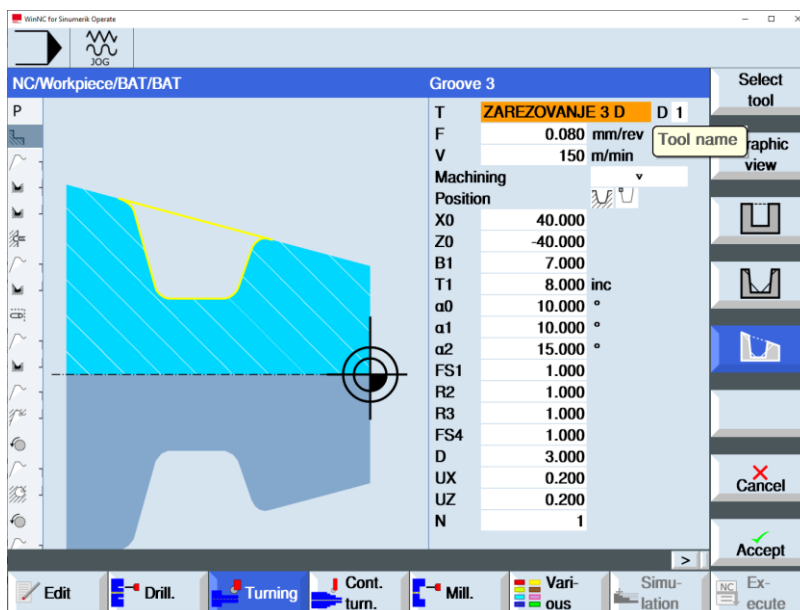 WinNC for Sinumerik Operate
JOG
NC/Workpiece/BAT/BAT
Groove 3
Select
tool
P
T ZAREZOVANJE 3 D D 1
F 0.080 mm/rev
Tool name
raphic
view
V 150 m/min
Machining v
Position
X0 40.000
Z0 -40.000
B1 7.000
T1 8.000 inc
α0 10.000 °
α1 10.000 °
α2 15.000 °
FS1 1.000
R2 1.000
R3 1.000
FS4 1.000
D 3.000
UX 0.200
UZ 0.200
N 1
Cancel
Accept
>
Edit
Drill.
Turning
Cont.
turn.
Mill.
Vari-
ous
Simu-
lation
NC
Ex-
ecute